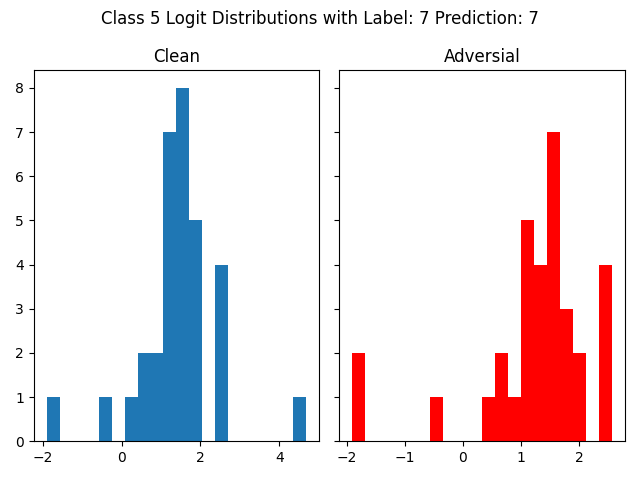 Class 5 Logit Distributions with Label: 7 Prediction: 7
Clean
Adversial
8
7
6
5
4
3
2
1
0
−2 0 2 4
−2 −1 0 1 2